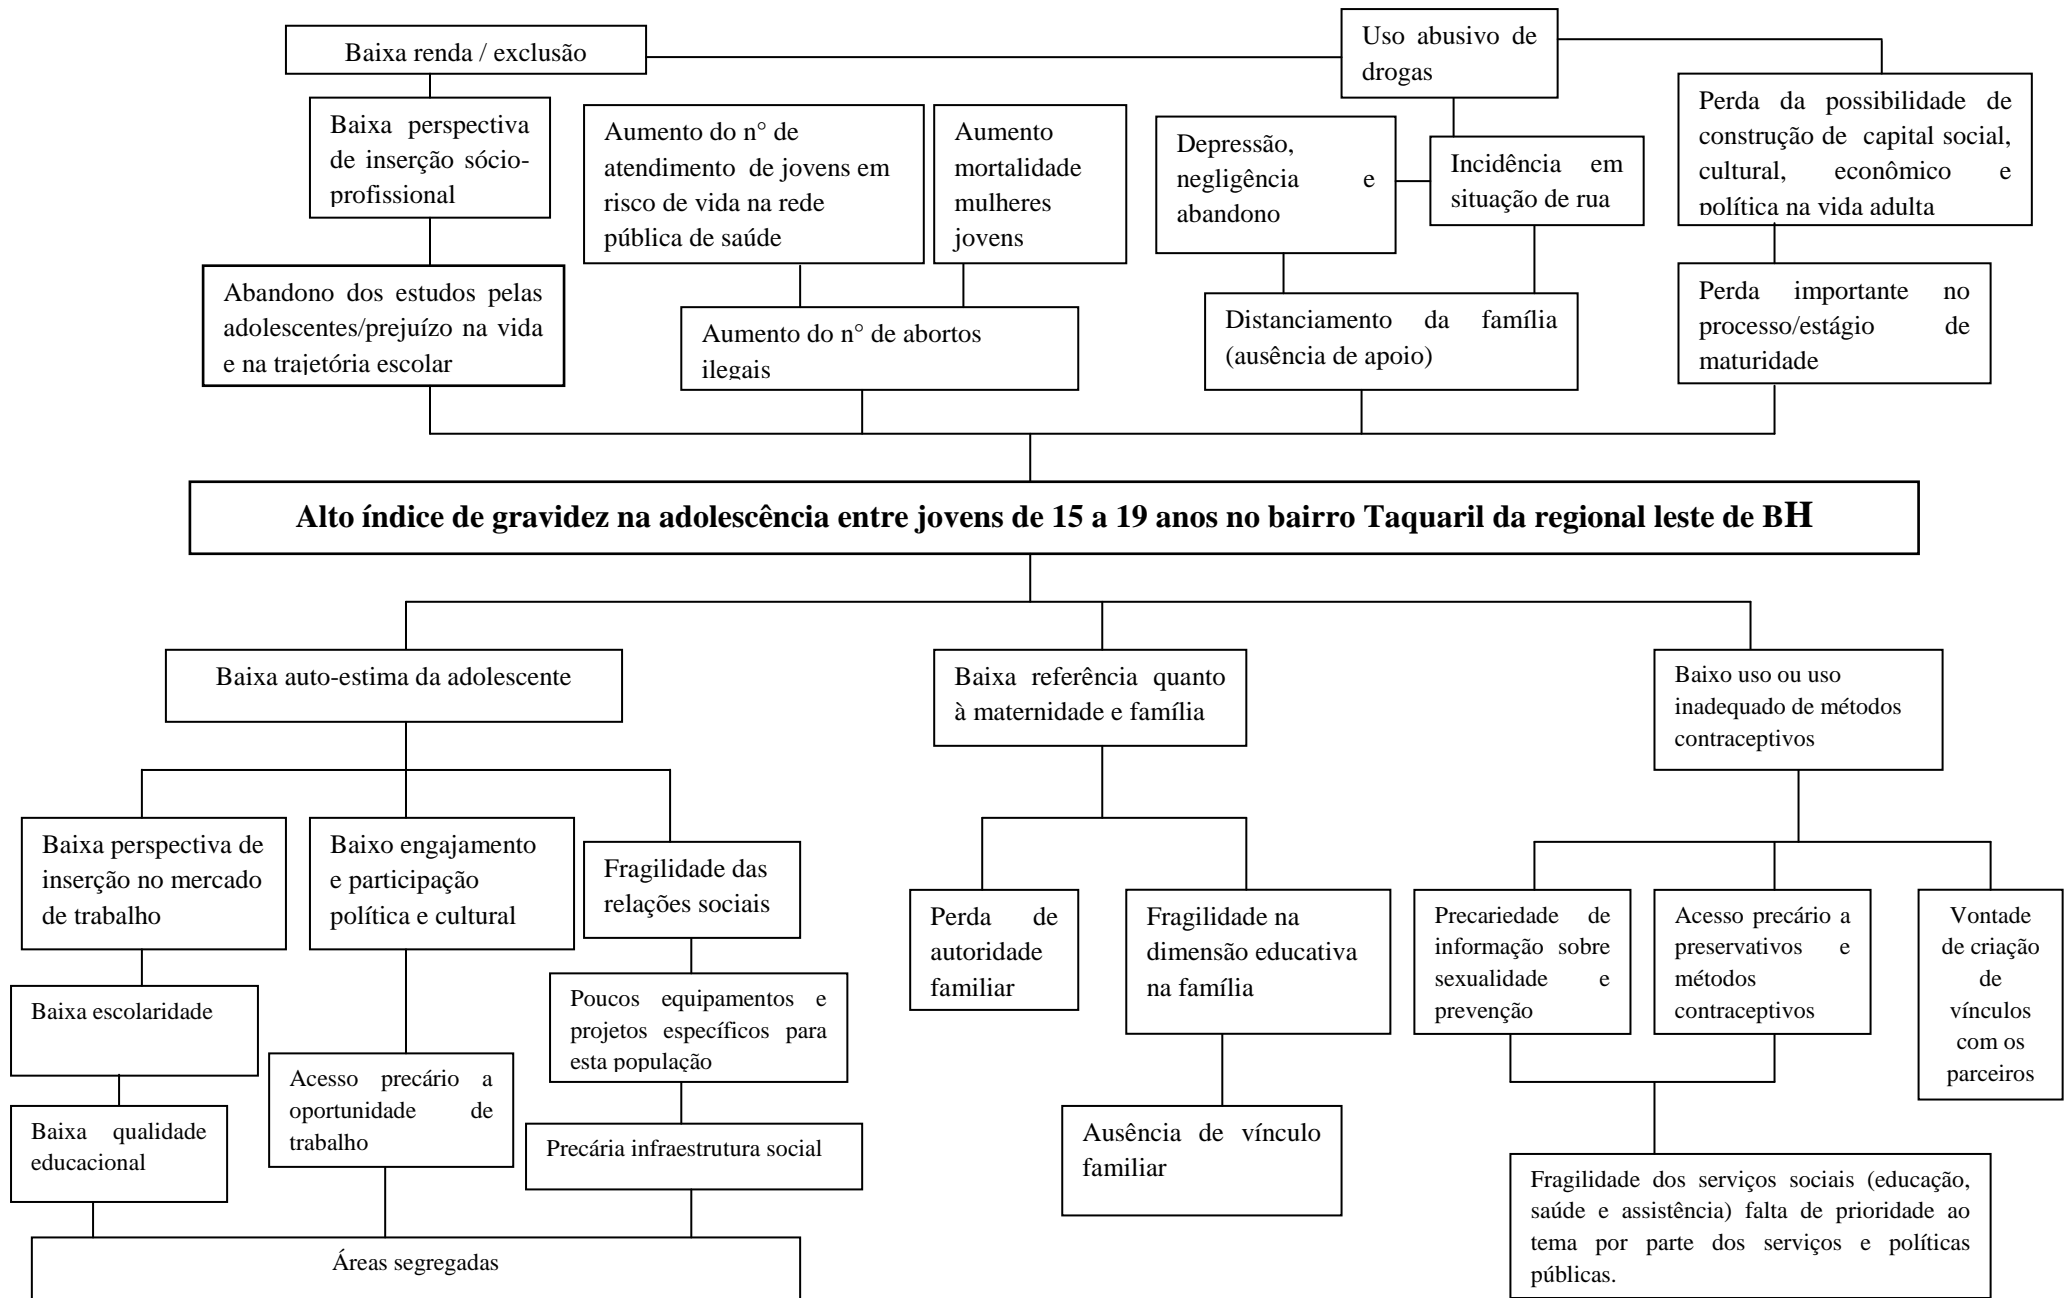 Baixa renda / exclusão
Uso abusivo de
drogas
Baixa perspectiva
de inserção sócio-
profissional
Aumento do n° de
atendimento de jovens em
risco de vida na rede
pública de saúde
Aumento
mortalidade
mulheres
jovens
Depressão,
negligência e
abandono
Incidência em
situação de rua
Perda da possibilidade de
construção de capital social,
cultural, econômico e
política na vida adulta
Abandono dos estudos pelas
adolescentes/prejuízo na vida
e na trajetória escolar
Aumento do n° de abortos
ilegais
Distanciamento da família
(ausência de apoio)
Perda importante no
processo/estágio de
maturidade
Alto índice de gravidez na adolescência entre jovens de 15 a 19 anos no bairro Taquaril da regional leste de BH
Baixa auto-estima da adolescente
Baixa referência quanto
à maternidade e família
Baixo uso ou uso
inadequado de métodos
contraceptivos
Baixa perspectiva de
inserção no mercado
de trabalho
Baixo engajamento
e participação
política e cultural
Fragilidade das
relações sociais
Perda de
autoridade
familiar
Fragilidade na
dimensão educativa
na família
Precariedade de
informação sobre
sexualidade e
prevenção
Acesso precário a
preservativos e
métodos
contraceptivos
Vontade
de criação
de
vínculos
com os
parceiros
Baixa escolaridade
Poucos equipamentos e
projetos específicos para
esta população
Acesso precário a
oportunidade de
trabalho
Baixa qualidade
educacional
Precária infraestrutura social
Ausência de vínculo
familiar
Fragilidade dos serviços sociais (educação,
saúde e assistência) falta de prioridade ao
tema por parte dos serviços e políticas
públicas.
Áreas segregadas